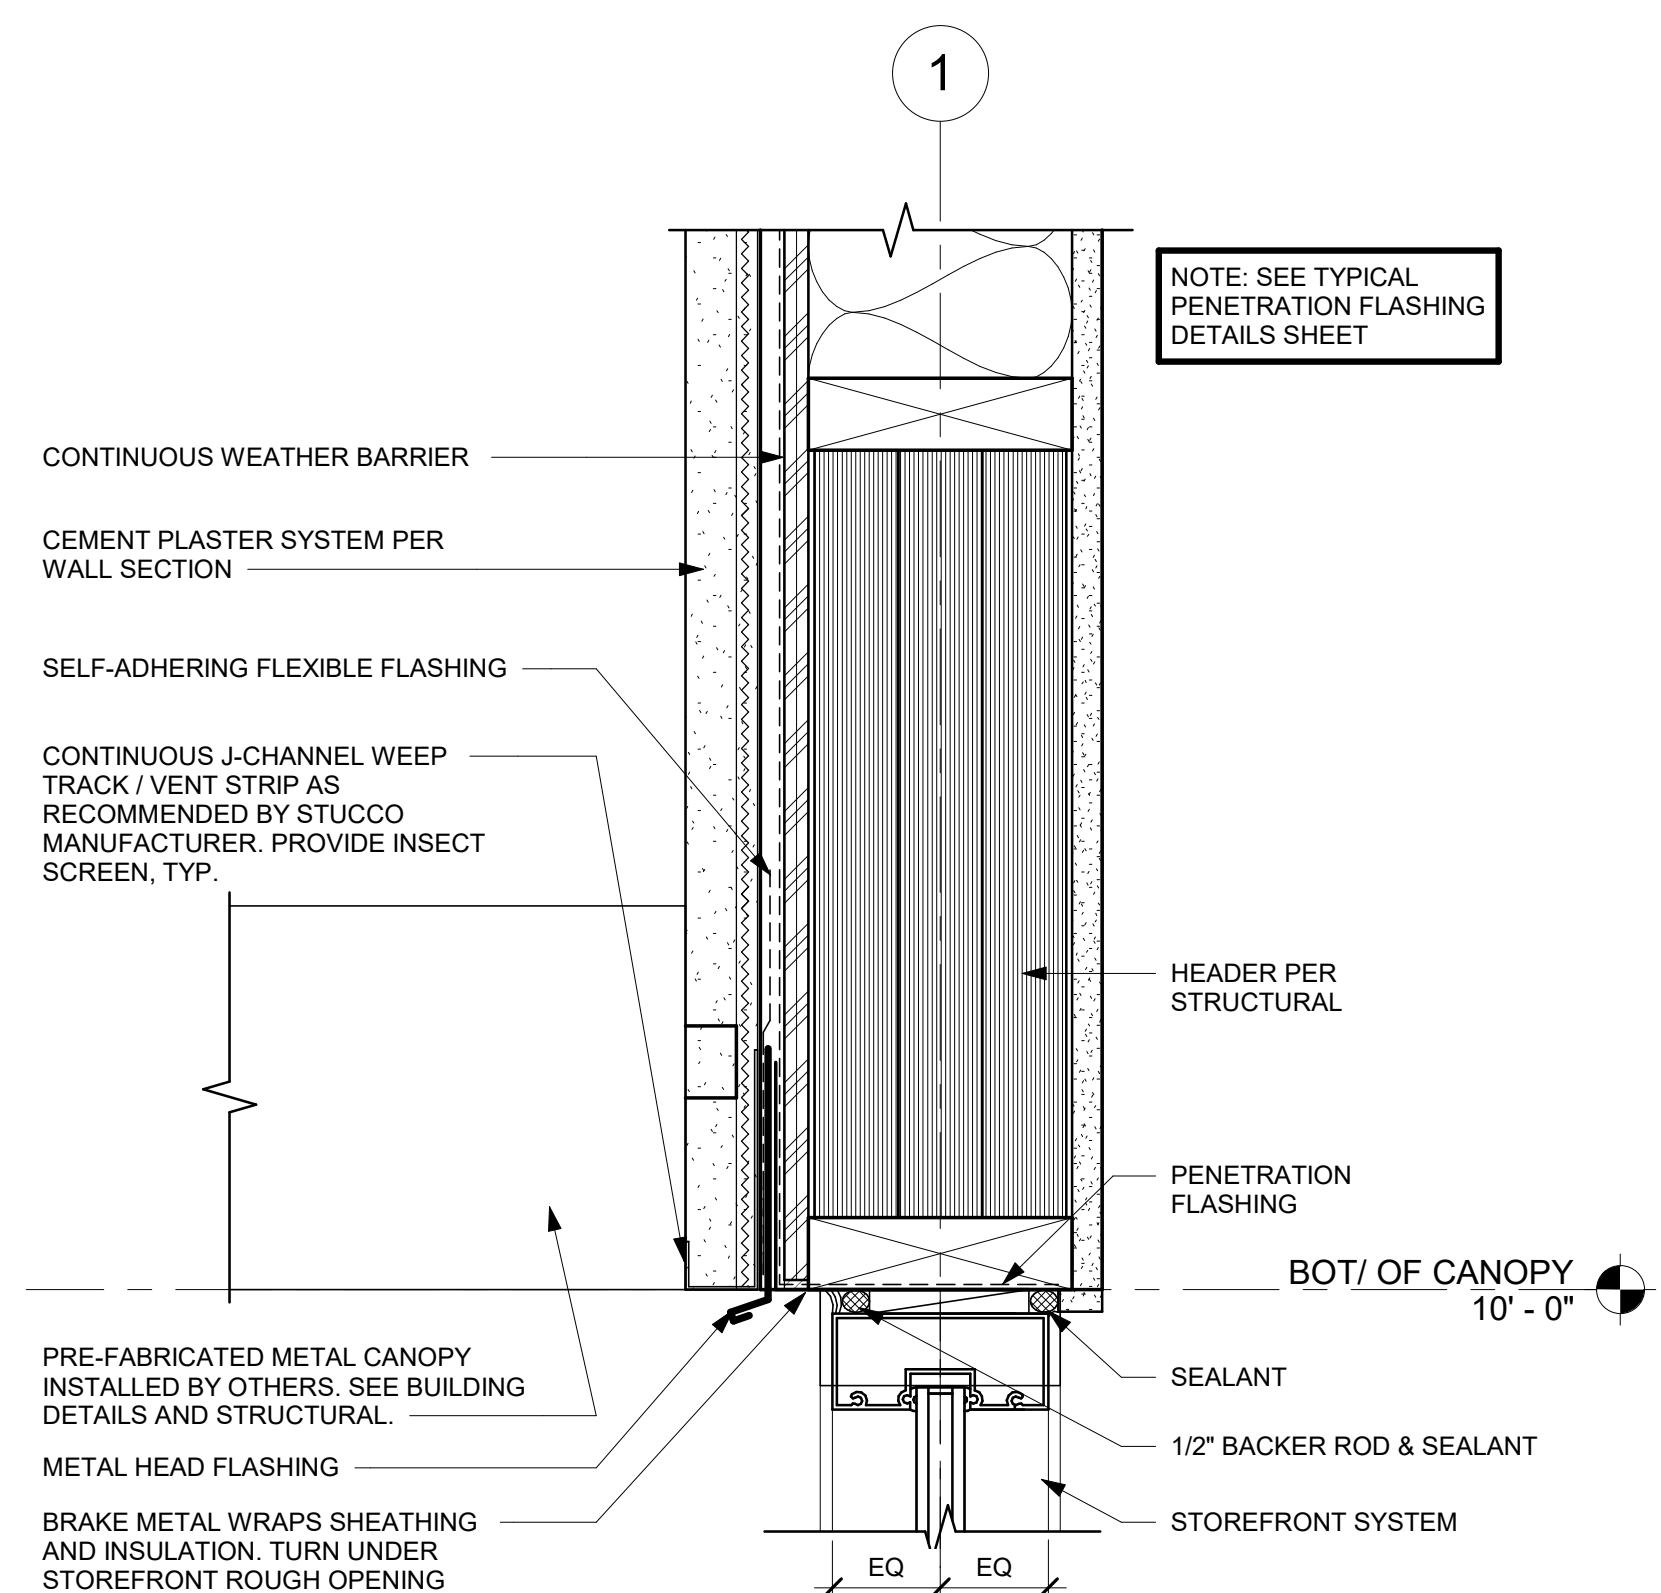 1
NOTE: SEE TYPICAL
PENETRATION FLASHING
DETAILS SHEET
CONTINUOUS WEATHER BARRIER
CEMENT PLASTER SYSTEM PER
WALL SECTION
SELF-ADHERING FLEXIBLE FLASHING
CONTINUOUS J-CHANNEL WEEP
TRACK / VENT STRIP AS
RECOMMENDED BY STUCCO
MANUFACTURER. PROVIDE INSECT
SCREEN, TYP.
HEADER PER
STRUCTURAL
PENETRATION
FLASHING
BOT/ OF CANOPY
10' - 0"
PRE-FABRICATED METAL CANOPY
INSTALLED BY OTHERS. SEE BUILDING
DETAILS AND STRUCTURAL.
METAL HEAD FLASHING
BRAKE METAL WRAPS SHEATHING
AND INSULATION. TURN UNDER
STOREFRONT ROUGH OPENING
SEALANT
1/2" BACKER ROD & SEALANT
STOREFRONT SYSTEM
EQ EQ